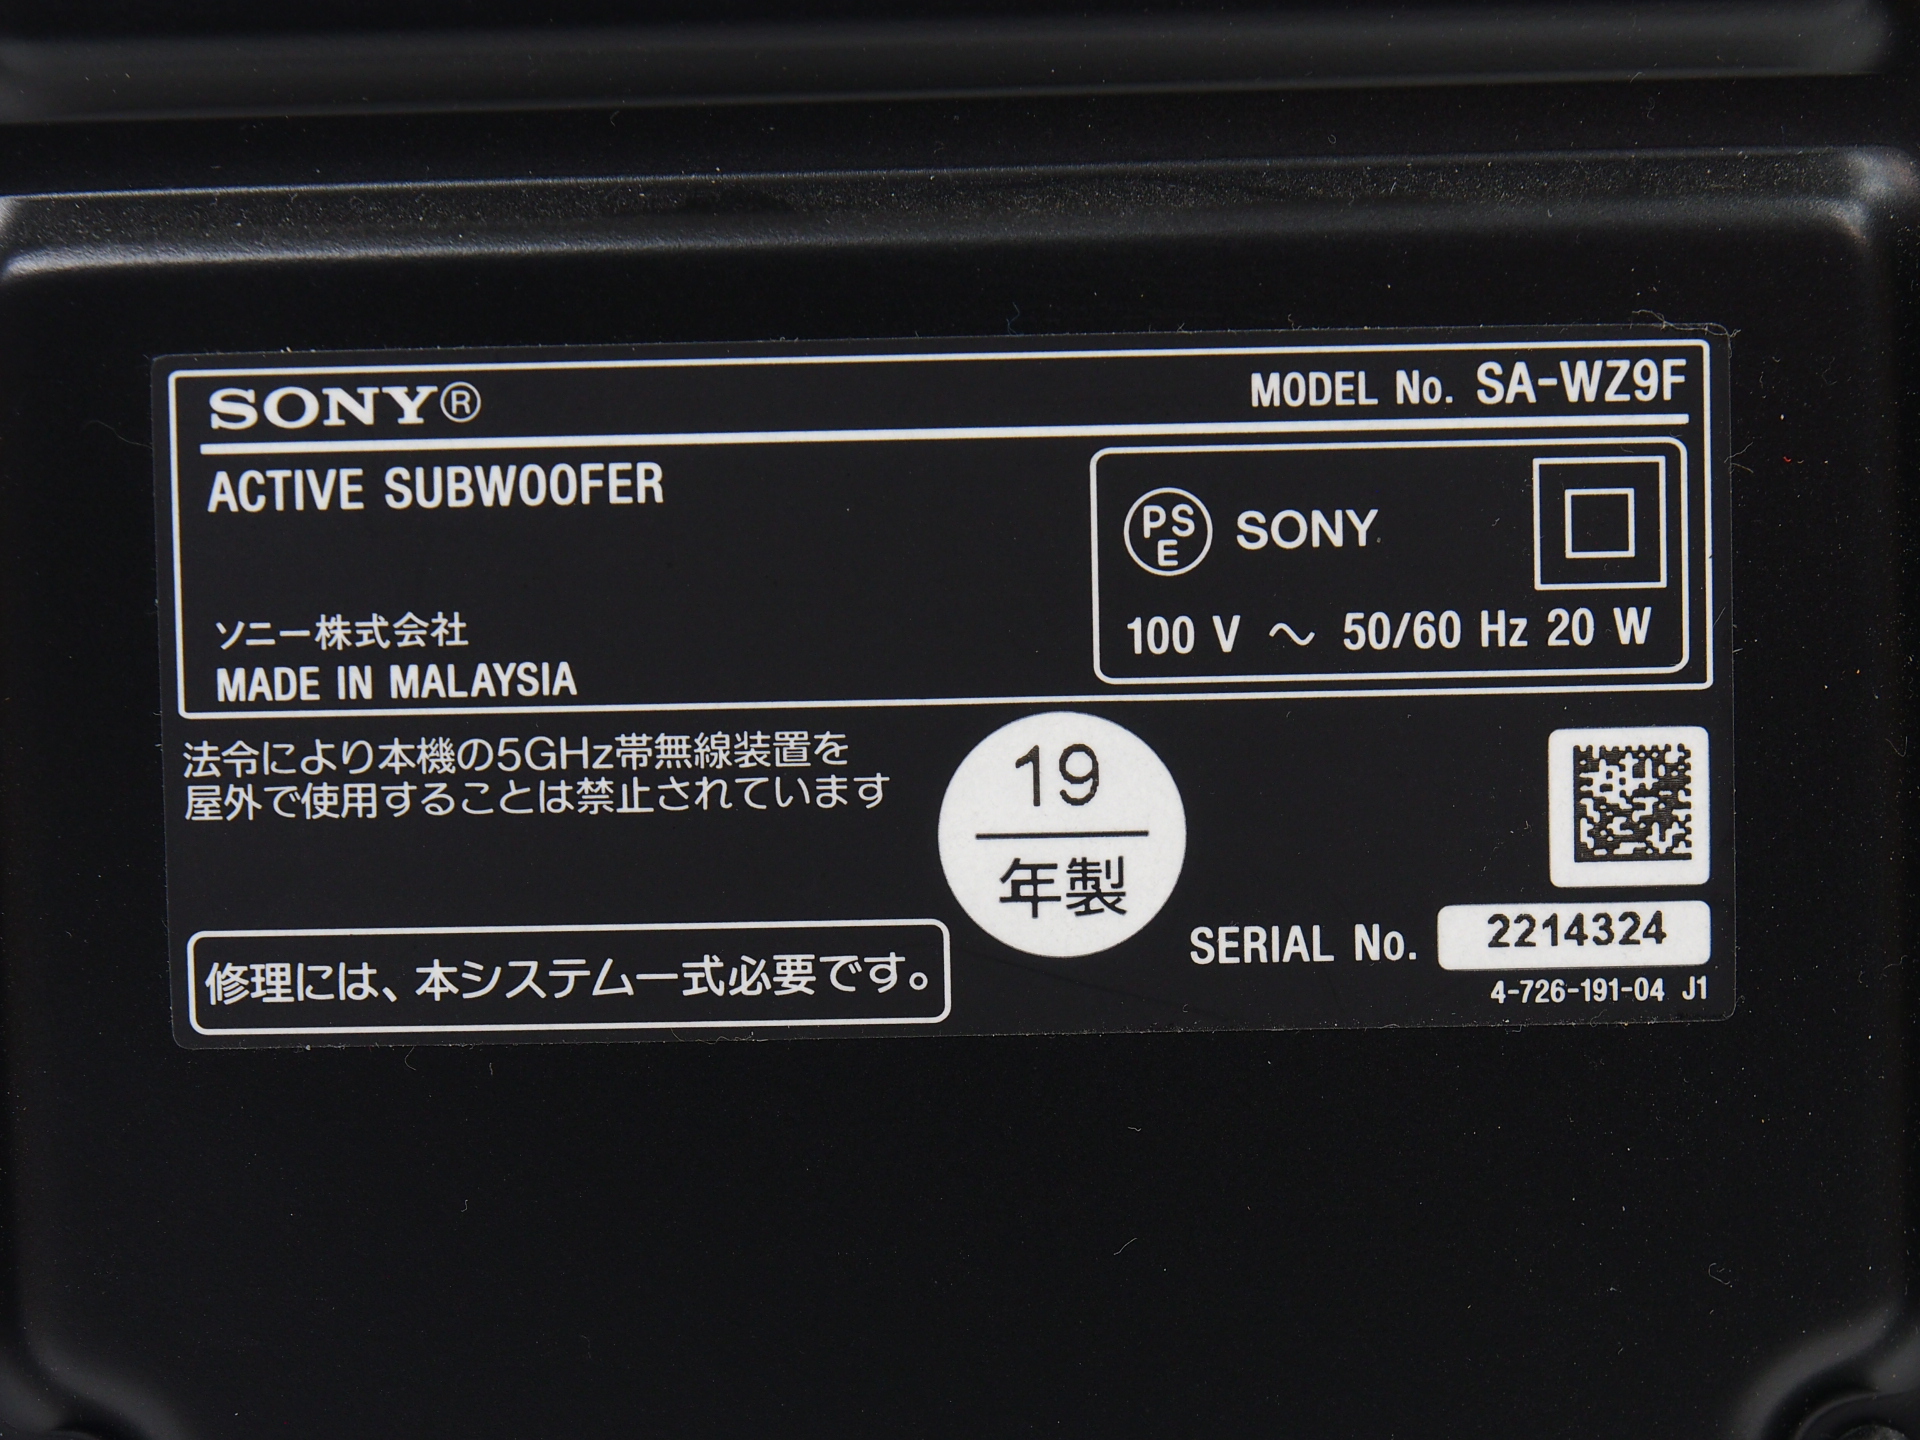 SONY®
MODEL No. SA-WZ9F
ACTIVE SUBWOOFER
PSE SONY
100 V ～ 50/60 Hz 20 W
ソニー株式会社
MADE IN MALAYSIA
法令により本機の5GHz帯無線装置を
屋外で使用することは禁止されています
19
年製
修理には、本システム一式必要です。
SERIAL No. 2214324
4-726-191-04 J1